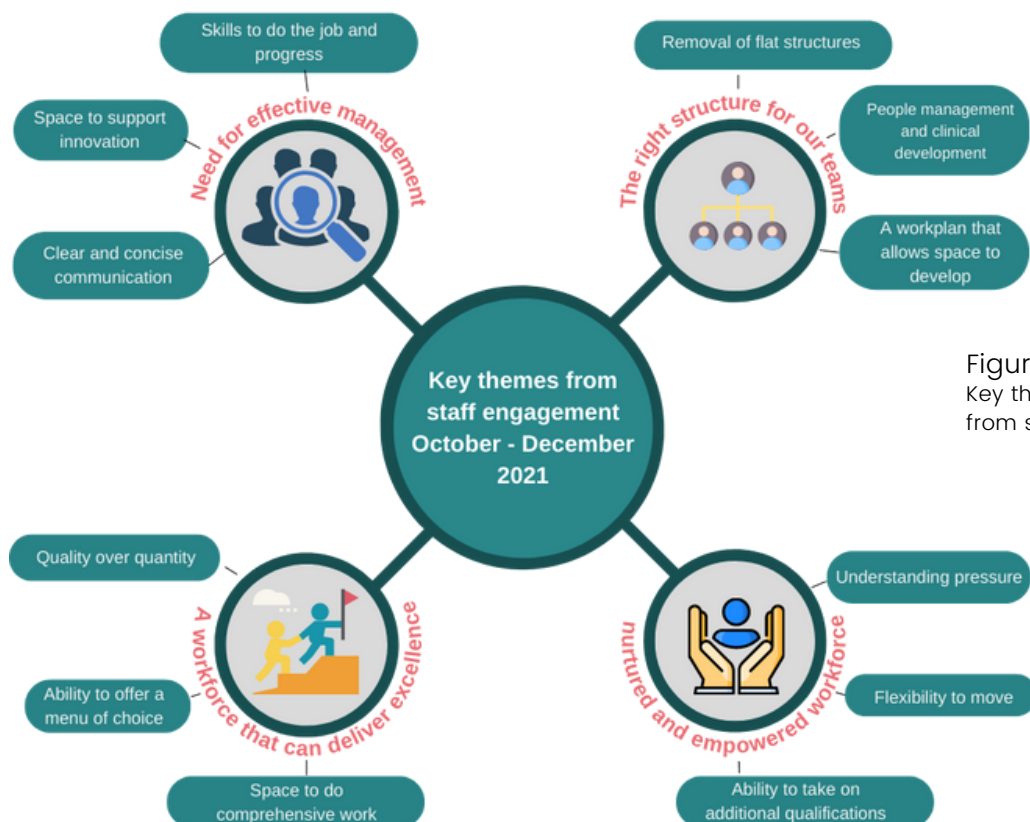 Skills to do the job and
progress
Space to support
innovation
Clear and concise
communication
Need for effective management
Removal of flat structures
People management
and clinical
development
A workplan that
allows space to
develop
The right structure for our teams
Key themes from
staff engagement
October - December
2021
Figur
Key th
from s
Quality over quantity
Ability to offer a
menu of choice
Space to do
comprehensive work
A workforce that can deliver excellence
Understanding pressure
Flexibility to move
Ability to take on
additional qualifications
nurtured and empowered workforce